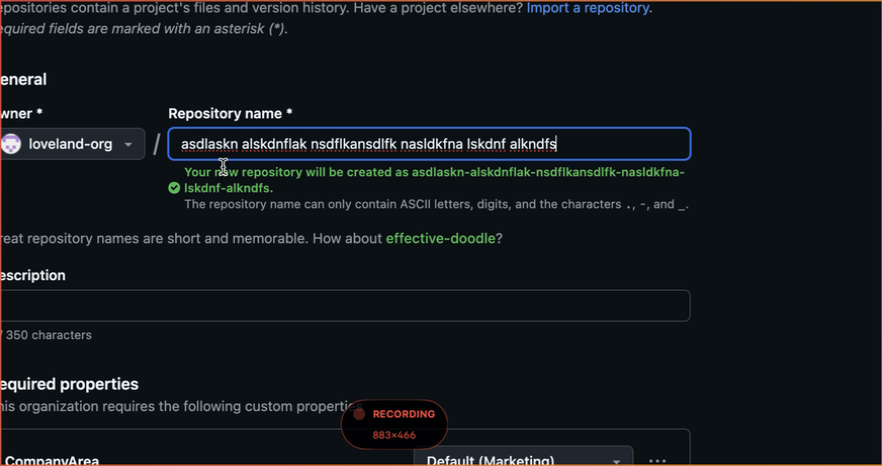 epositories contain a project's files and version history. Have a project elsewhere? Import a repository.
equired fields are marked with an asterisk (*).
eneral
wner *
Repository name *
loveland-org
/
asdlaskn alskdnflak nsdflkansdlfk nasldkfna lskdnf alkndfs
Your new repository will be created as asdlaskn-alskdnflak-nsdflkansdlfk-nasldkfna-
lskdnf-alkndfs.
The repository name can only contain ASCII letters, digits, and the characters ., -, and _.
reat repository names are short and memorable. How about effective-doodle?
escription
/ 350 characters
equired properties
his organization requires the following custom properties
RECORDING
883×466
CompanyArea
Default (Marketing)